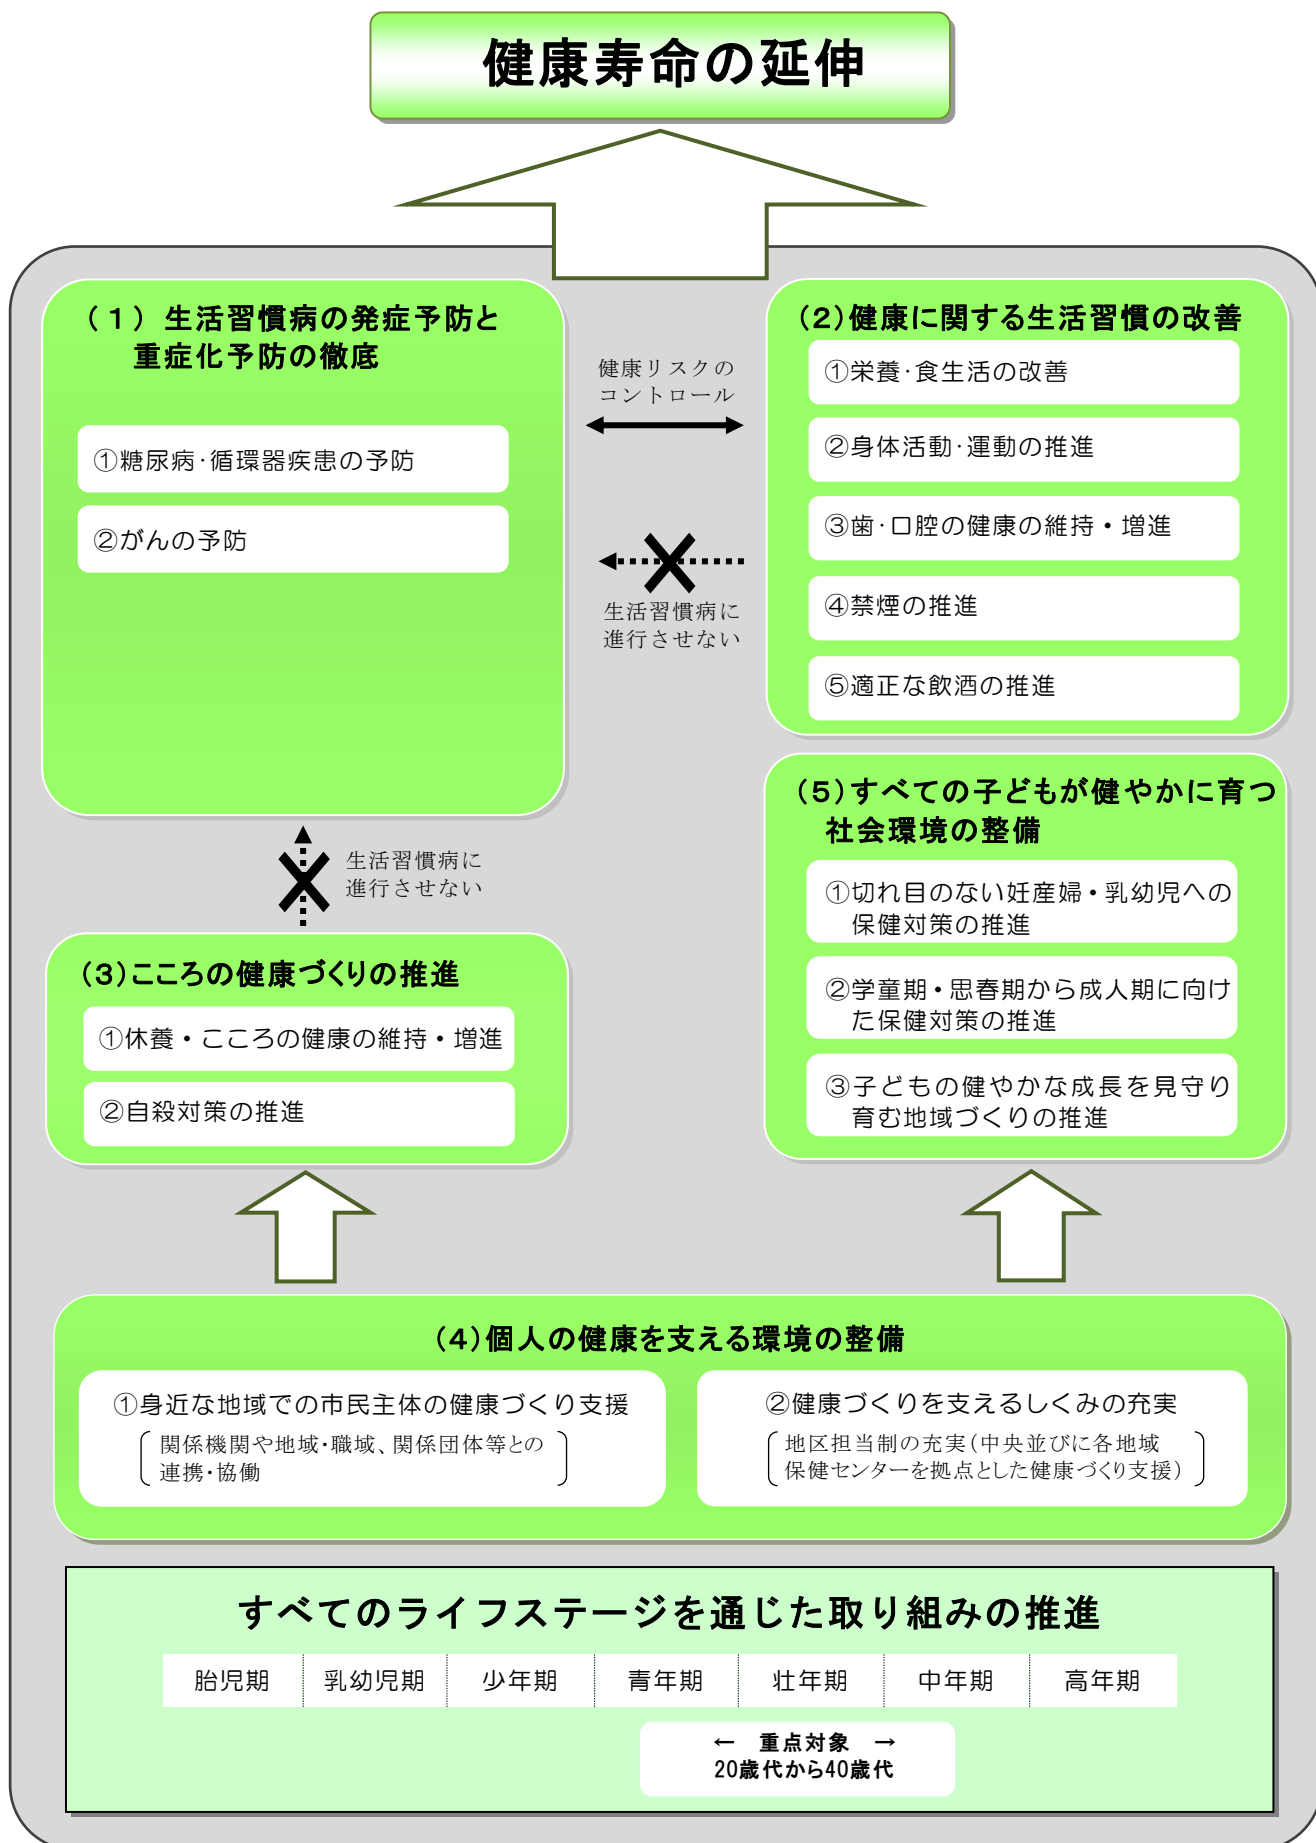 健康寿命の延伸
（１）生活習慣病の発症予防と
重症化予防の徹底
①糖尿病･循環器疾患の予防
②がんの予防
健康リスクの
コントロール
生活習慣病に
進行させない
(2)健康に関する生活習慣の改善
①栄養･食生活の改善
②身体活動･運動の推進
③歯･口腔の健康の維持・増進
④禁煙の推進
⑤適正な飲酒の推進
生活習慣病に
進行させない
(3)こころの健康づくりの推進
①休養・こころの健康の維持・増進
②自殺対策の推進
(5)すべての子どもが健やかに育つ
社会環境の整備
①切れ目のない妊産婦・乳幼児への
保健対策の推進
②学童期・思春期から成人期に向け
た保健対策の推進
③子どもの健やかな成長を見守り
育む地域づくりの推進
(4)個人の健康を支える環境の整備
①身近な地域での市民主体の健康づくり支援
関係機関や地域･職域、関係団体等との
連携･協働
②健康づくりを支えるしくみの充実
地区担当制の充実(中央並びに各地域
保健センターを拠点とした健康づくり支援)
すべてのライフステージを通じた取り組みの推進
胎児期 乳幼児期 少年期 青年期 壮年期 中年期 高年期
← 重点対象 →
20歳代から40歳代